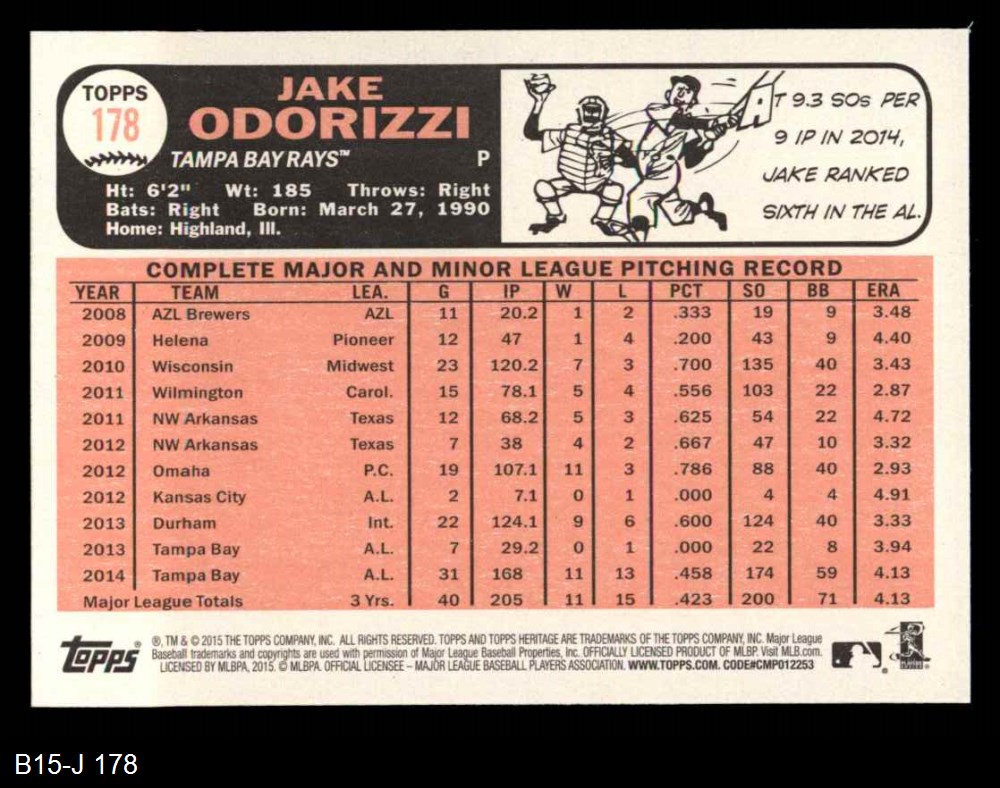 TOPPS
178
JAKE
ODORIZZI
TAMPA BAY RAYS™ P
Ht: 6'2" Wt: 185 Throws: Right
Bats: Right Born: March 27, 1990
Home: Highland, Ill.
AT 9.3 SOs PER
9 IP IN 2014,
JAKE RANKED
SIXTH IN THE AL.
COMPLETE MAJOR AND MINOR LEAGUE PITCHING RECORD
YEAR TEAM LEA. G IP W L PCT SO BB ERA
2008 AZL Brewers AZL 11 20.2 1 2 .333 19 9 3.48
2009 Helena Pioneer 12 47 1 4 .200 43 9 4.40
2010 Wisconsin Midwest 23 120.2 7 3 .700 135 40 3.43
2011 Wilmington Carol. 15 78.1 5 4 .556 103 22 2.87
2011 NW Arkansas Texas 12 68.2 5 3 .625 54 22 4.72
2012 NW Arkansas Texas 7 38 4 2 .667 47 10 3.32
2012 Omaha P.C. 19 107.1 11 3 .786 88 40 2.93
2012 Kansas City A.L. 2 7.1 0 1 .000 4 4 4.91
2013 Durham Int. 22 124.1 9 6 .600 124 40 3.33
2013 Tampa Bay A.L. 7 29.2 0 1 .000 22 8 3.94
2014 Tampa Bay A.L. 31 168 11 13 .458 174 59 4.13
Major League Totals 3 Yrs. 40 205 11 15 .423 200 71 4.13
Topps®
®, TM & © 2015 THE TOPPS COMPANY, INC. ALL RIGHTS RESERVED. TOPPS AND TOPPS HERITAGE ARE TRADEMARKS OF THE TOPPS COMPANY, INC. Major League
Baseball trademarks and copyrights are used with permission of Major League Baseball Properties, Inc. OFFICIALLY LICENSED PRODUCT OF MLBP. Visit MLB.com.
LICENSED BY MLBPA, 2015. © MLBPA. OFFICIAL LICENSEE – MAJOR LEAGUE BASEBALL PLAYERS ASSOCIATION. WWW.TOPPS.COM. CODE#CMP012253
B15-J 178